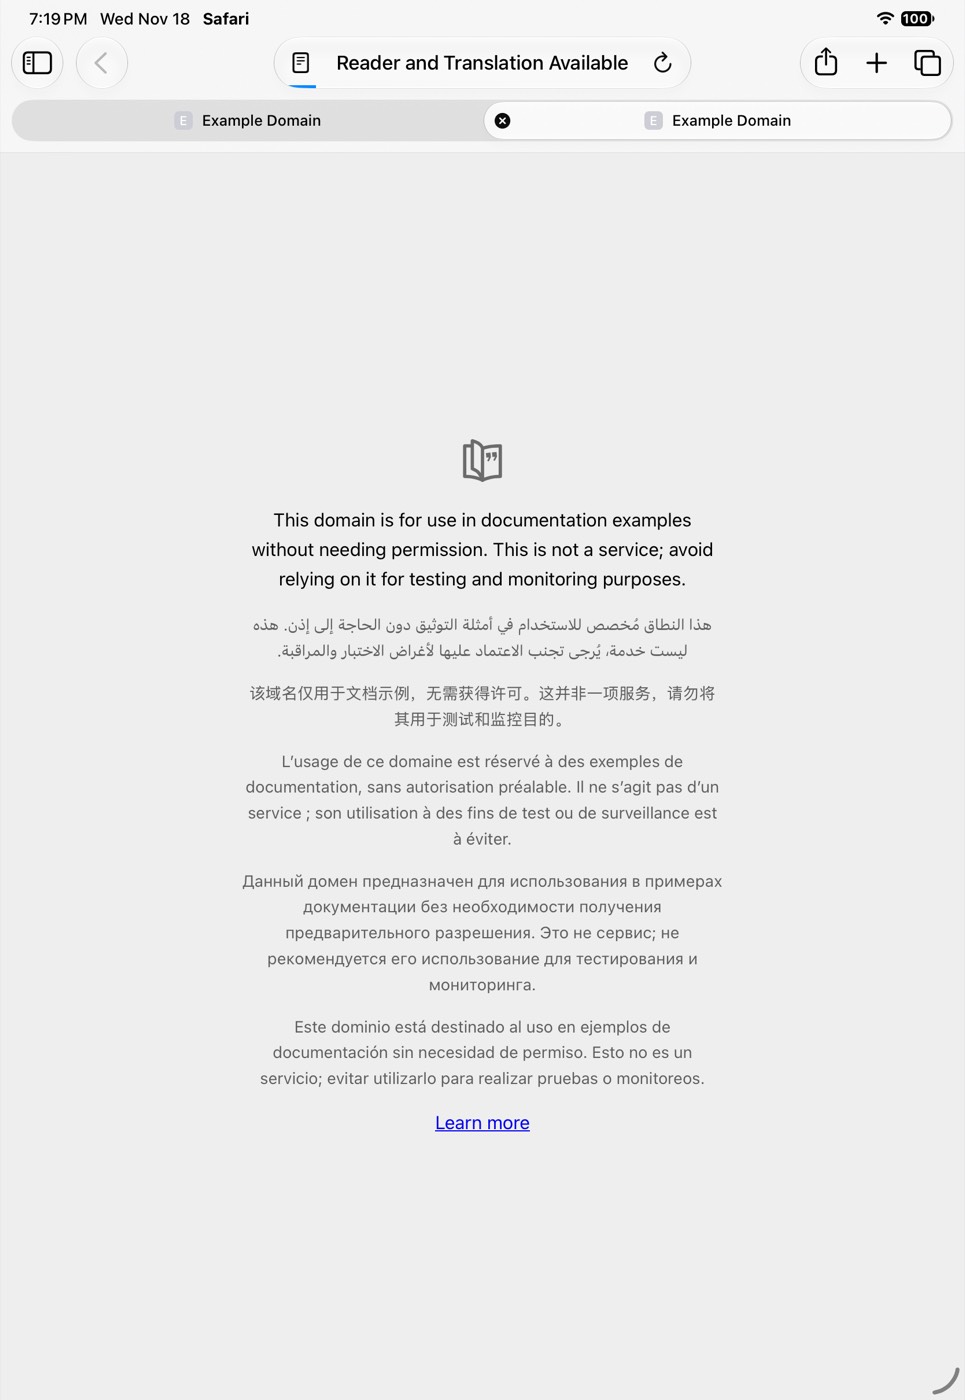 7:19 PM Wed Nov 18 Safari
100
Reader and Translation Available
E Example Domain
E Example Domain
This domain is for use in documentation examples
without needing permission. This is not a service; avoid
relying on it for testing and monitoring purposes.
هذا النطاق مُخصص للاستخدام في أمثلة التوثيق دون الحاجة إلى إذن. هذه
ليست خدمة، يُرجى تجنب الاعتماد عليها لأغراض الاختبار والمراقبة.
该域名仅用于文档示例，无需获得许可。这并非一项服务，请勿将
其用于测试和监控目的。
L’usage de ce domaine est réservé à des exemples de
documentation, sans autorisation préalable. Il ne s’agit pas d’un
service ; son utilisation à des fins de test ou de surveillance est
à éviter.
Данный домен предназначен для использования в примерах
документации без необходимости получения
предварительного разрешения. Это не сервис; не
рекомендуется его использование для тестирования и
мониторинга.
Este dominio está destinado al uso en ejemplos de
documentación sin necesidad de permiso. Esto no es un
servicio; evitar utilizarlo para realizar pruebas o monitoreos.
Learn more